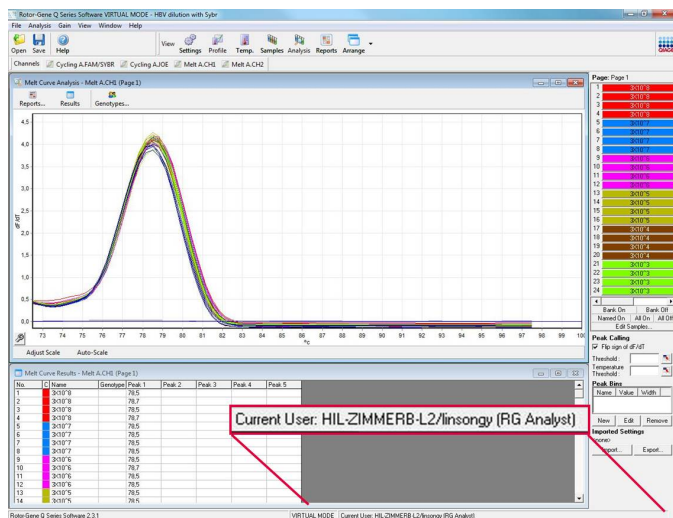 Rotor-Gene Q Series Software VIRTUAL MODE - HBV dilution with Sybr
File Analysis Gain View Window Help
Open Save Help View Settings Profile Temp. Samples Analysis Reports Arrange
Channels Cycling A.FAM/SYBR Cycling A.JOE Melt A.CH1 Melt A.CH2
Melt Curve Analysis - Melt A.CH1 (Page 1)
Reports... Results Genotypes...
4,5
4,0
3,5
3,0
2,5
2,0
1,5
1,0
0,5
0,0
dF/dT
73 74 75 76 77 78 79 80 81 82 83 84 85 86 87 88 89 90 91 92 93 94 95 96 97 98 99 100
°C
Adjust Scale Auto-Scale
Page: Page 1
1 3x10^8
2 3x10^8
3 3x10^8
4 3x10^8
5 3x10^7
6 3x10^7
7 3x10^7
8 3x10^7
9 3x10^6
10 3x10^6
11 3x10^6
12 3x10^6
13 3x10^5
14 3x10^5
15 3x10^5
16 3x10^5
17 3x10^4
18 3x10^4
19 3x10^4
20 3x10^4
21 3x10^3
22 3x10^3
23 3x10^3
24 3x10^3
Bank On Bank Off
Named On All On All Off
Edit Samples...
Peak Calling
Flip sign of dF/dT
Threshold :
Temperature
Threshold :
Peak Bins
Name Value Width
New Edit Remove
Imported Settings
<none>
Import... Export...
Melt Curve Results - Melt A.CH1 (Page 1)
No. C Name Genotype Peak 1 Peak 2 Peak 3 Peak 4 Peak 5
1 3x10^8 78,5
2 3x10^8 78,7
3 3x10^8 78,5
4 3x10^8 78,7
5 3x10^7 78,5
6 3x10^7 78,5
7 3x10^7 78,5
8 3x10^7 78,5
9 3x10^6 78,5
10 3x10^6 78,7
11 3x10^6 78,5
12 3x10^6 78,5
13 3x10^5 78,5
14 3x10^5 78,5
Current User: HIL-ZIMMERB-L2/linsongy (RG Analyst)
Rotor-Gene Q Series Software 2.3.1 VIRTUAL MODE Current User: HIL-ZIMMERB-L2/linsongy (RG Analyst)